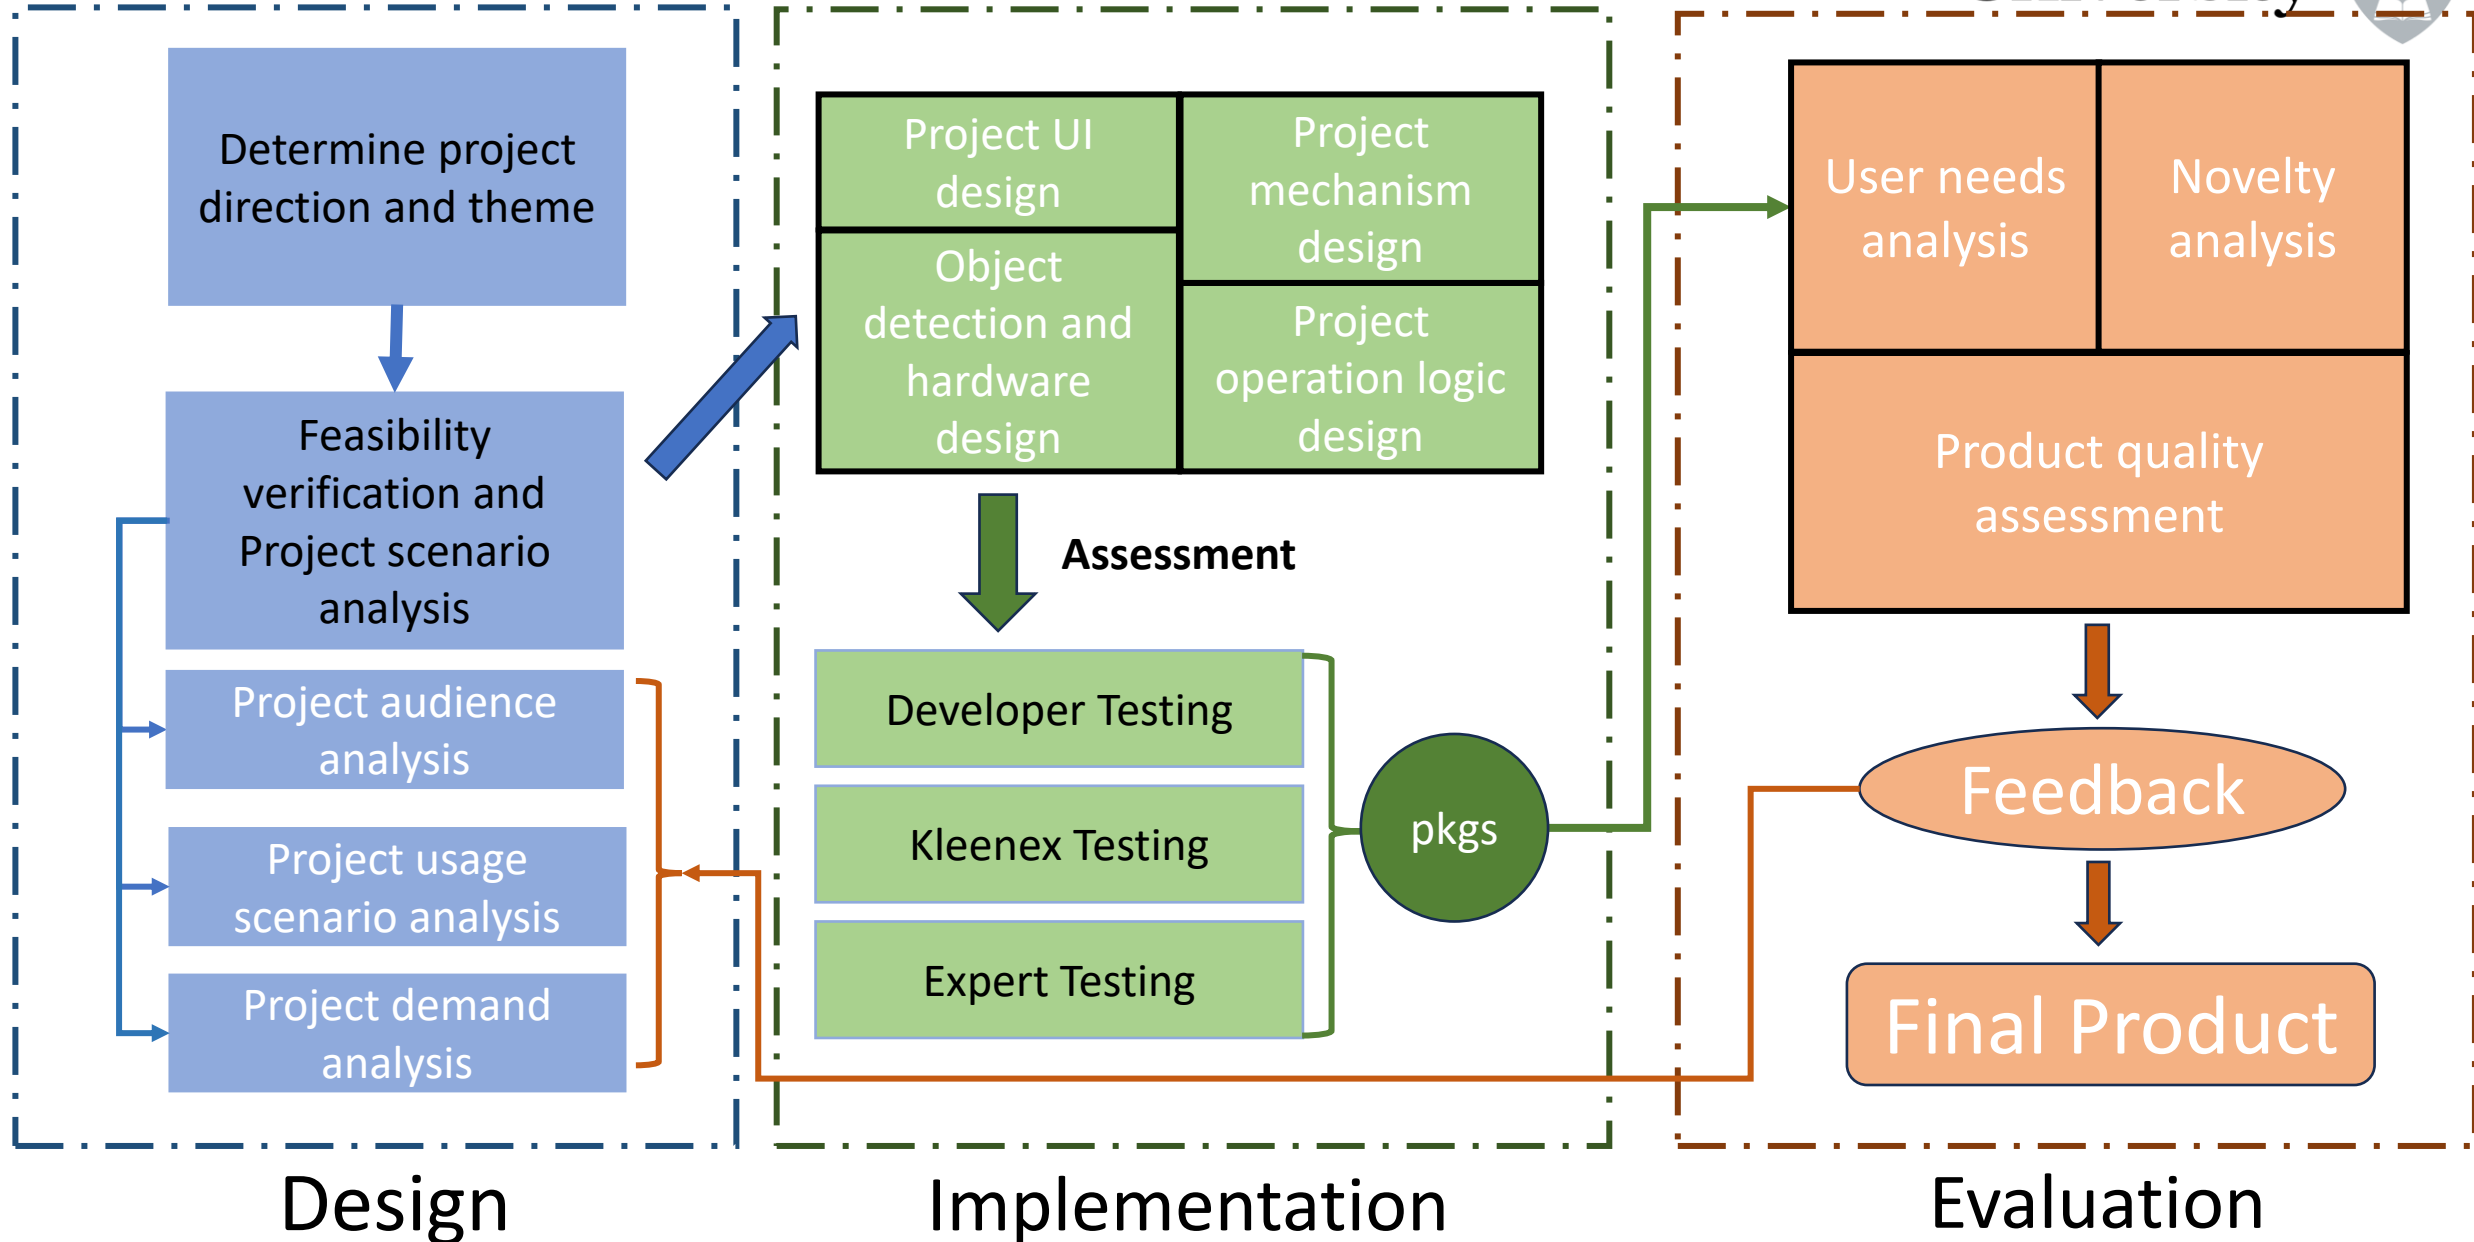 Determine project
direction and theme
Feasibility
verification and
Project scenario
analysis
Project audience
analysis
Project usage
scenario analysis
Project demand
analysis
Design
Project UI
design
Project
mechanism
design
Object
detection and
hardware
design
Project
operation logic
design
Assessment
Developer Testing
Kleenex Testing
Expert Testing
pkgs
Implementation
User needs
analysis
Novelty
analysis
Product quality
assessment
Feedback
Final Product
Evaluation